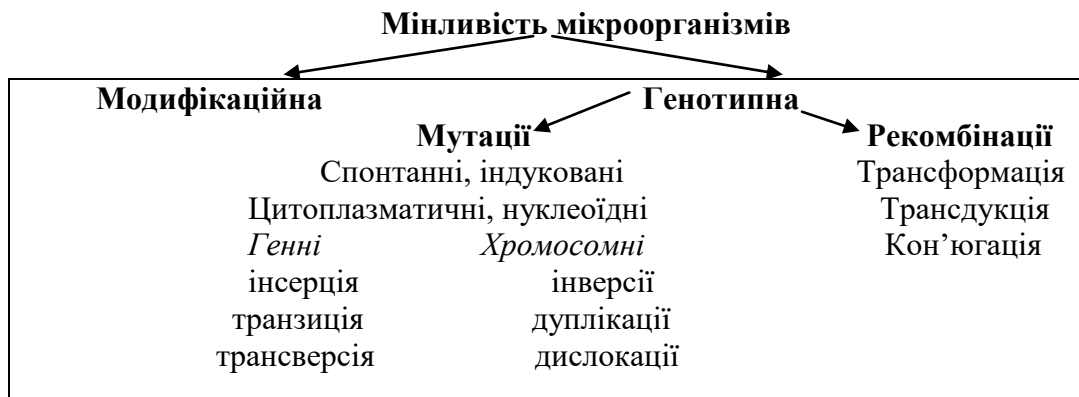 Мінливість мікроорганізмів
Модифікаційна Генотипна
Мутації Рекомбінації
Спонтанні, індуковані Трансформація
Цитоплазматичні, нуклеоїдні Трансдукція
Генні Хромосомні Кон’югація
інсерція інверсії
транзиція дуплікації
трансверсія дислокації